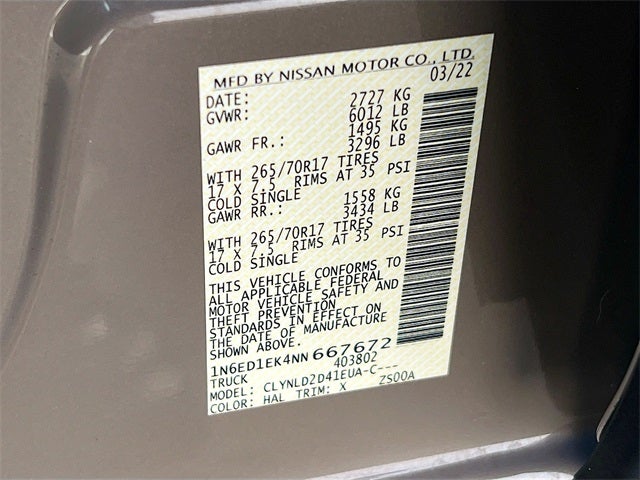 MFD BY NISSAN MOTOR CO., LTD.
DATE: 03/22
GVWR: 2727 KG
6012 LB
GAWR FR.: 1495 KG
3296 LB
WITH 265/70R17 TIRES
17 X 7.5 RIMS AT 35 PSI
COLD SINGLE
GAWR RR.: 1558 KG
3434 LB
WITH 265/70R17 TIRES
17 X 7.5 RIMS AT 35 PSI
COLD SINGLE
THIS VEHICLE CONFORMS TO
ALL APPLICABLE FEDERAL
MOTOR VEHICLE SAFETY AND
THEFT PREVENTION
STANDARDS IN EFFECT ON
THE DATE OF MANUFACTURE
SHOWN ABOVE.
1N6ED1EK4NN667672
TRUCK 403802
MODEL: CLYNLD2D41EUA-C---
COLOR: HAL TRIM: X ZS00A